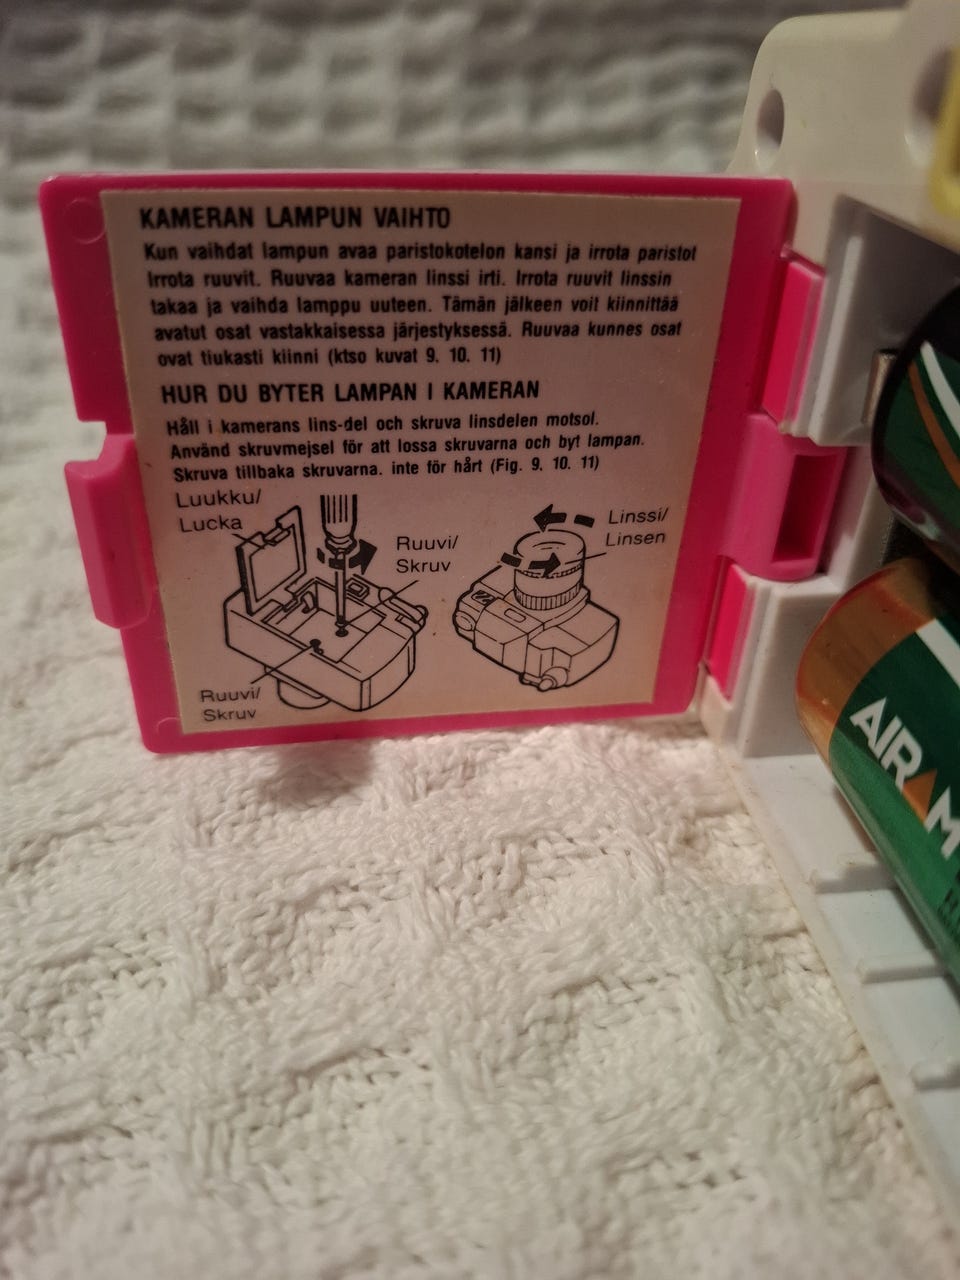 KAMERAN LAMPUN VAIHTO
Kun vaihdat lampun avaa paristokotelon kansi ja irrota paristot
Irrota ruuvit. Ruuvaa kameran linssi irti. Irrota ruuvit linssin
takaa ja vaihda lamppu uuteen. Tämän jälkeen voit kiinnittää
avatut osat vastakkaisessa järjestyksessä. Ruuvaa kunnes osat
ovat tiukasti kiinni (ktso kuvat 9. 10. 11)
HUR DU BYTER LAMPAN I KAMERAN
Håll i kamerans lins-del och skruva linsdelen motsol.
Använd skruvmejsel för att lossa skruvarna och byt lampan.
Skruva tillbaka skruvarna. inte för hårt (Fig. 9. 10. 11)
Luukku/
Lucka
Ruuvi/
Skruv
Linssi/
Linsen
Ruuvi/
Skruv
AIRAM